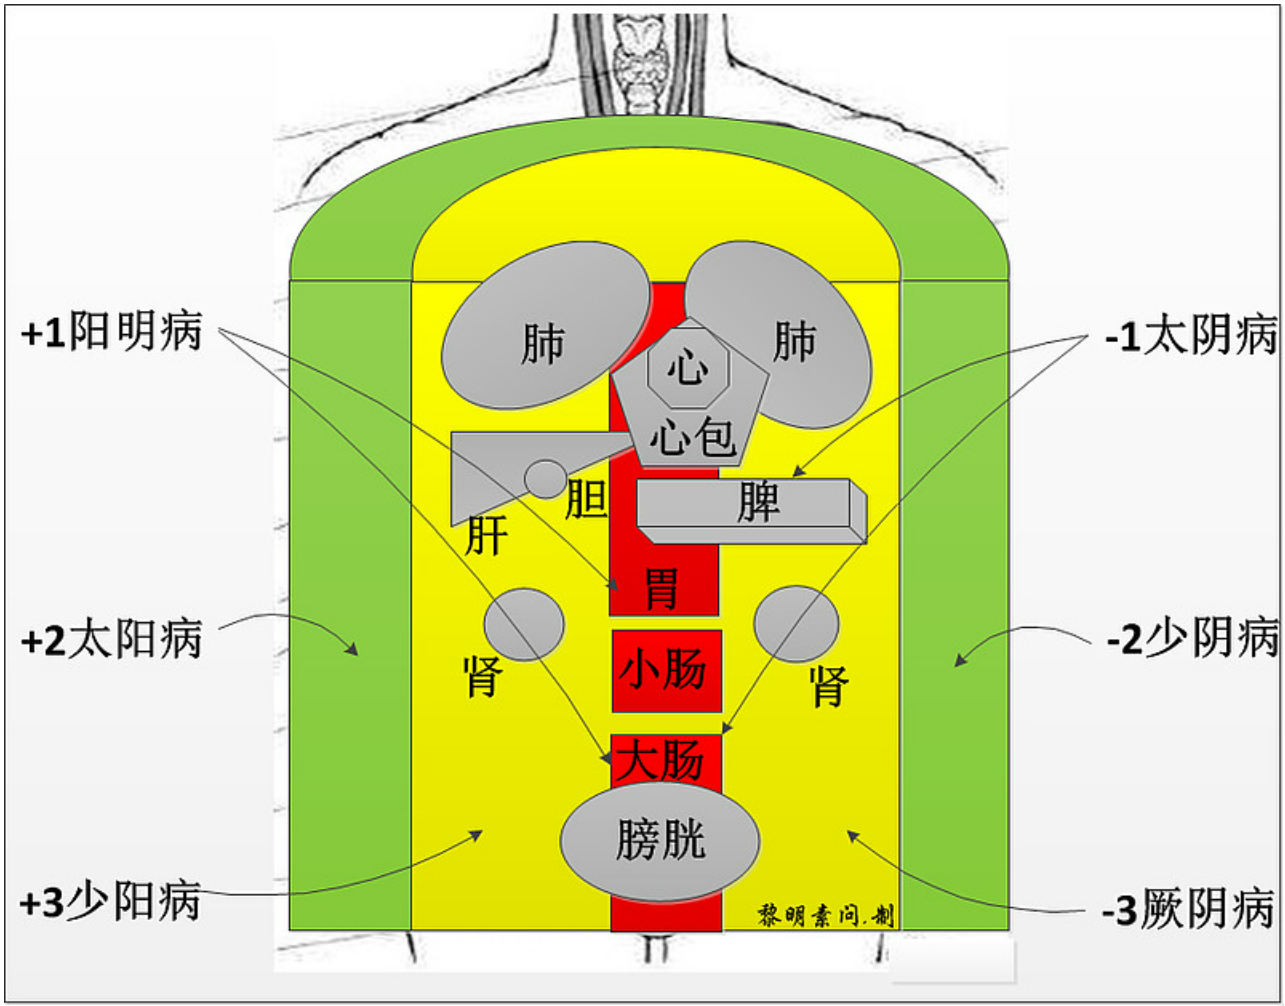 肺
肺
+1阳明病
-1太阴病
心
心包
胆
脾
肝
胃
+2太阳病
-2少阴病
小肠
肾
肾
大肠
膀胱
+3少阳病
-3厥阴病
黎明素问.制